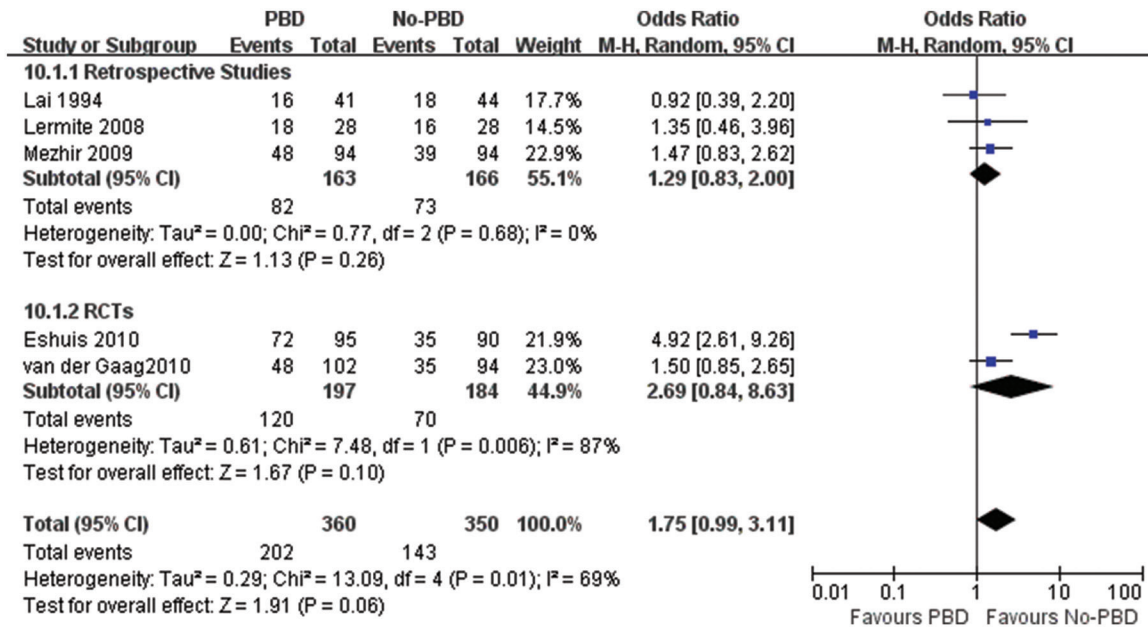 PBD No-PBD Odds Ratio Odds Ratio
Study or Subgroup Events Total Events Total Weight M-H, Random, 95% CI M-H, Random, 95% CI
10.1.1 Retrospective Studies
Lai 1994 16 41 18 44 17.7% 0.92 [0.39, 2.20]
Lermite 2008 18 28 16 28 14.5% 1.35 [0.46, 3.96]
Mezhir 2009 48 94 39 94 22.9% 1.47 [0.83, 2.62]
Subtotal (95% CI) 163 166 55.1% 1.29 [0.83, 2.00]
Total events 82 73
Heterogeneity: Tau² = 0.00; Chi² = 0.77, df = 2 (P = 0.68); I² = 0%
Test for overall effect: Z = 1.13 (P = 0.26)
10.1.2 RCTs
Eshuis 2010 72 95 35 90 21.9% 4.92 [2.61, 9.26]
van der Gaag2010 48 102 35 94 23.0% 1.50 [0.85, 2.65]
Subtotal (95% CI) 197 184 44.9% 2.69 [0.84, 8.63]
Total events 120 70
Heterogeneity: Tau² = 0.61; Chi² = 7.48, df = 1 (P = 0.006); I² = 87%
Test for overall effect: Z = 1.67 (P = 0.10)
Total (95% CI) 360 350 100.0% 1.75 [0.99, 3.11]
Total events 202 143
Heterogeneity: Tau² = 0.29; Chi² = 13.09, df = 4 (P = 0.01); I² = 69%
Test for overall effect: Z = 1.91 (P = 0.06)
0.01 0.1 1 10 100
Favours PBD Favours No-PBD